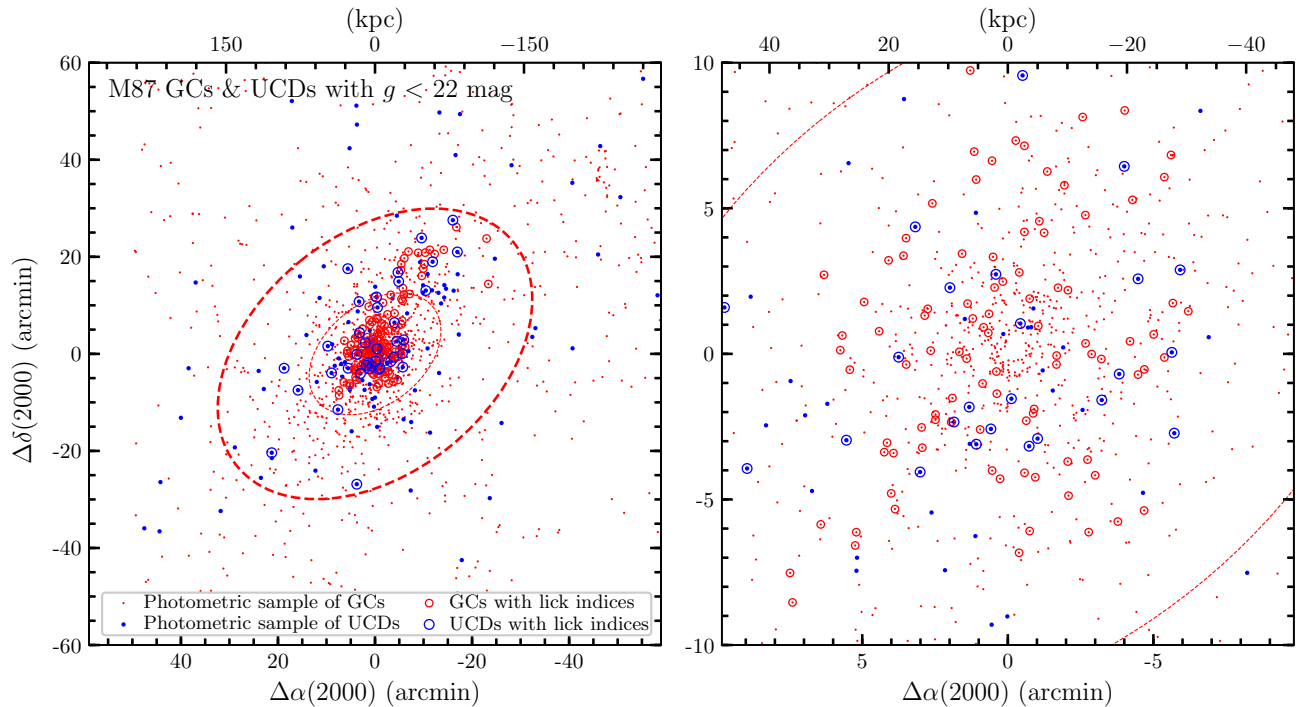 (kpc)
150 0 −150
60
40
20
0
-20
-40
-60
M87 GCs & UCDs with g < 22 mag
Δδ(2000) (arcmin)
Photometric sample of GCs
Photometric sample of UCDs
GCs with lick indices
UCDs with lick indices
40 20 0 -20 -40
Δα(2000) (arcmin)
(kpc)
40 20 0 −20 −40
10
5
0
-5
-10
5 0 -5
Δα(2000) (arcmin)